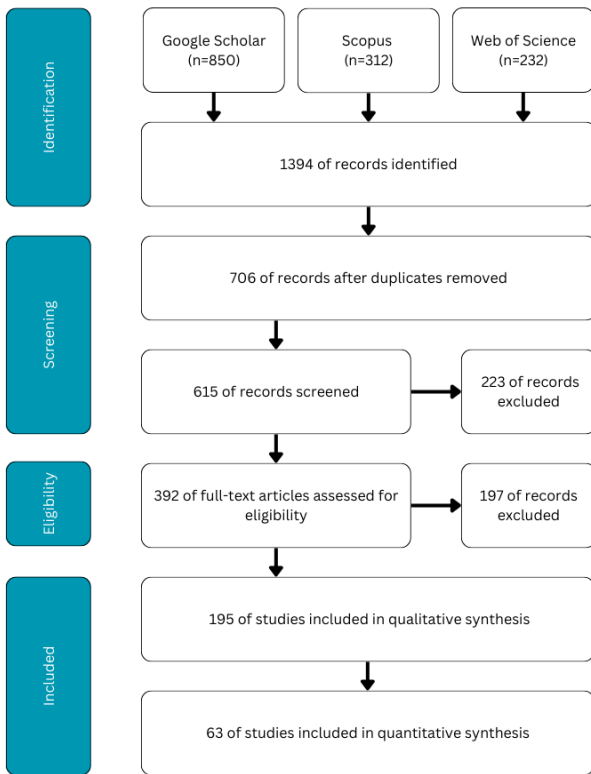 Identification
Google Scholar
(n=850)
Scopus
(n=312)
Web of Science
(n=232)
1394 of records identified
Screening
706 of records after duplicates removed
615 of records screened
223 of records
excluded
Eligibility
392 of full-text articles assessed for
eligibility
197 of records
excluded
Included
195 of studies included in qualitative synthesis
63 of studies included in quantitative synthesis